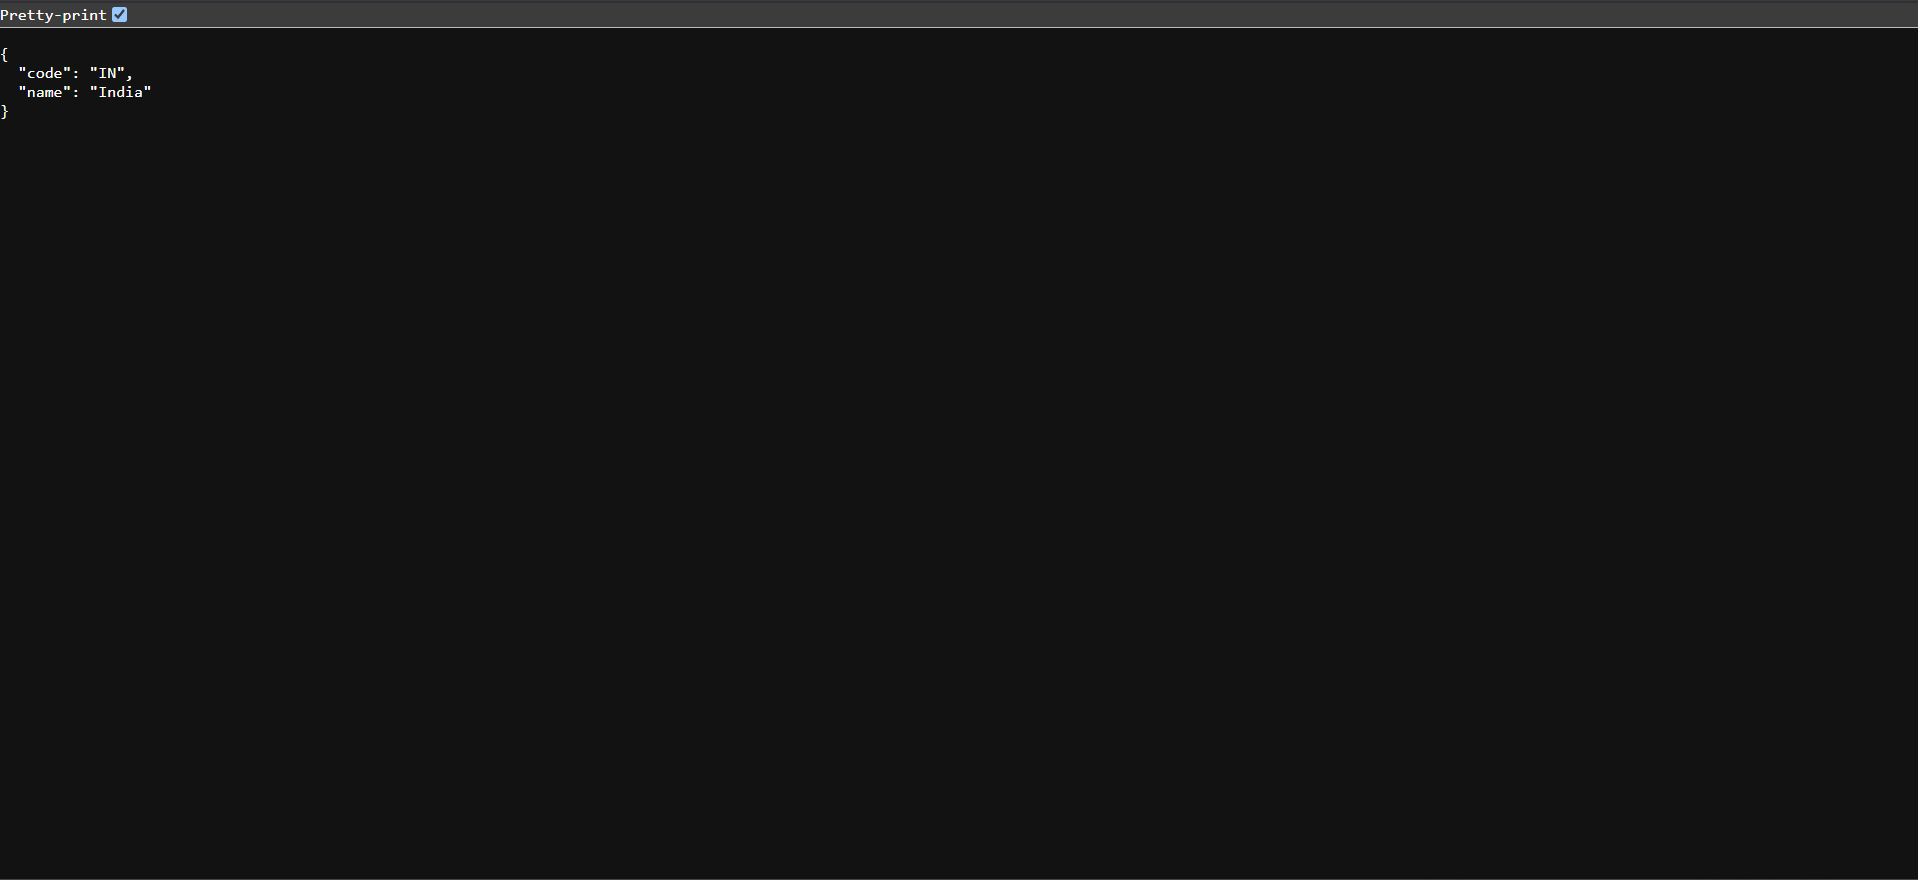 Pretty-print
{
  "code": "IN",
  "name": "India"
}